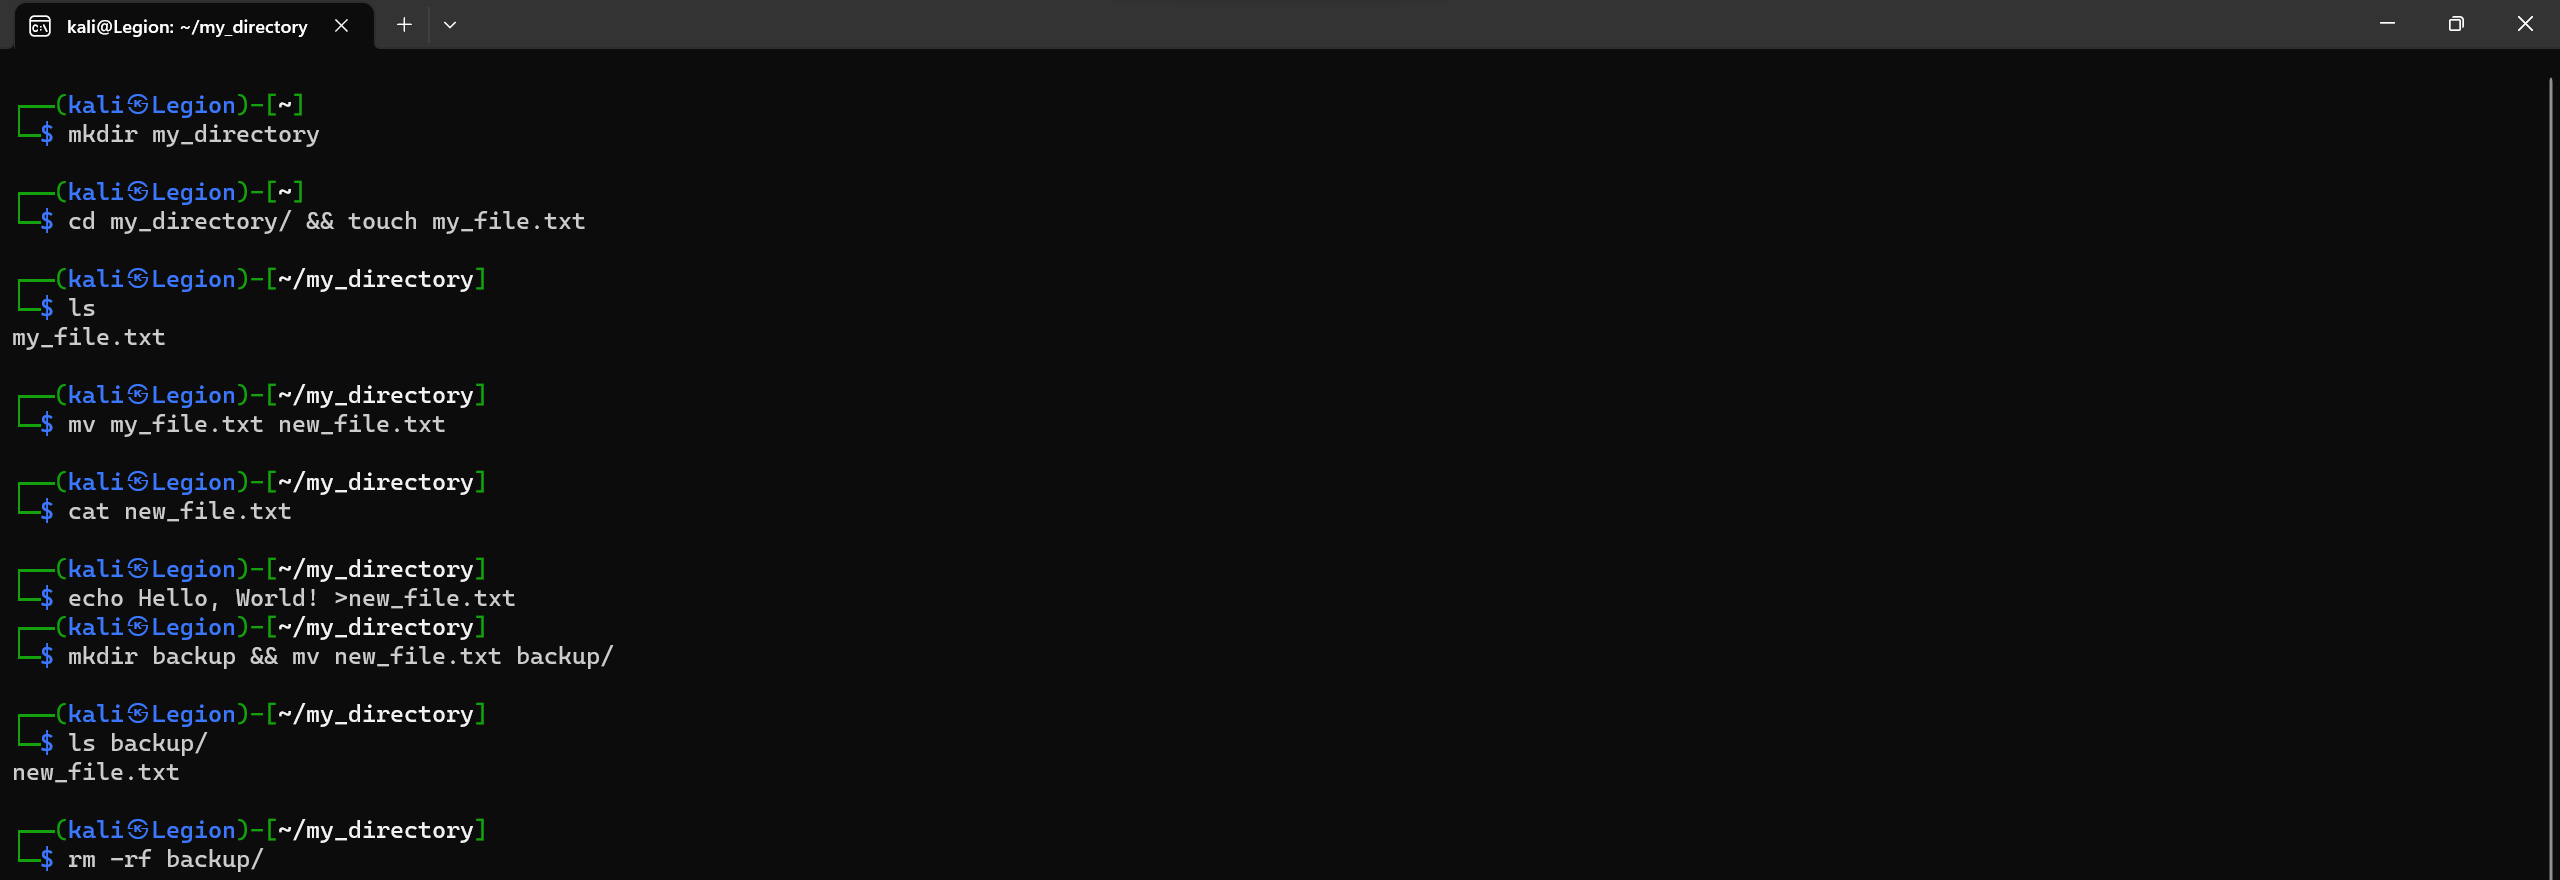 kali@Legion: ~/my_directory
┌──(kali㉿Legion)-[~]
└─$ mkdir my_directory
┌──(kali㉿Legion)-[~]
└─$ cd my_directory/ && touch my_file.txt
┌──(kali㉿Legion)-[~/my_directory]
└─$ ls
my_file.txt
┌──(kali㉿Legion)-[~/my_directory]
└─$ mv my_file.txt new_file.txt
┌──(kali㉿Legion)-[~/my_directory]
└─$ cat new_file.txt
┌──(kali㉿Legion)-[~/my_directory]
└─$ echo Hello, World! >new_file.txt
┌──(kali㉿Legion)-[~/my_directory]
└─$ mkdir backup && mv new_file.txt backup/
┌──(kali㉿Legion)-[~/my_directory]
└─$ ls backup/
new_file.txt
┌──(kali㉿Legion)-[~/my_directory]
└─$ rm -rf backup/